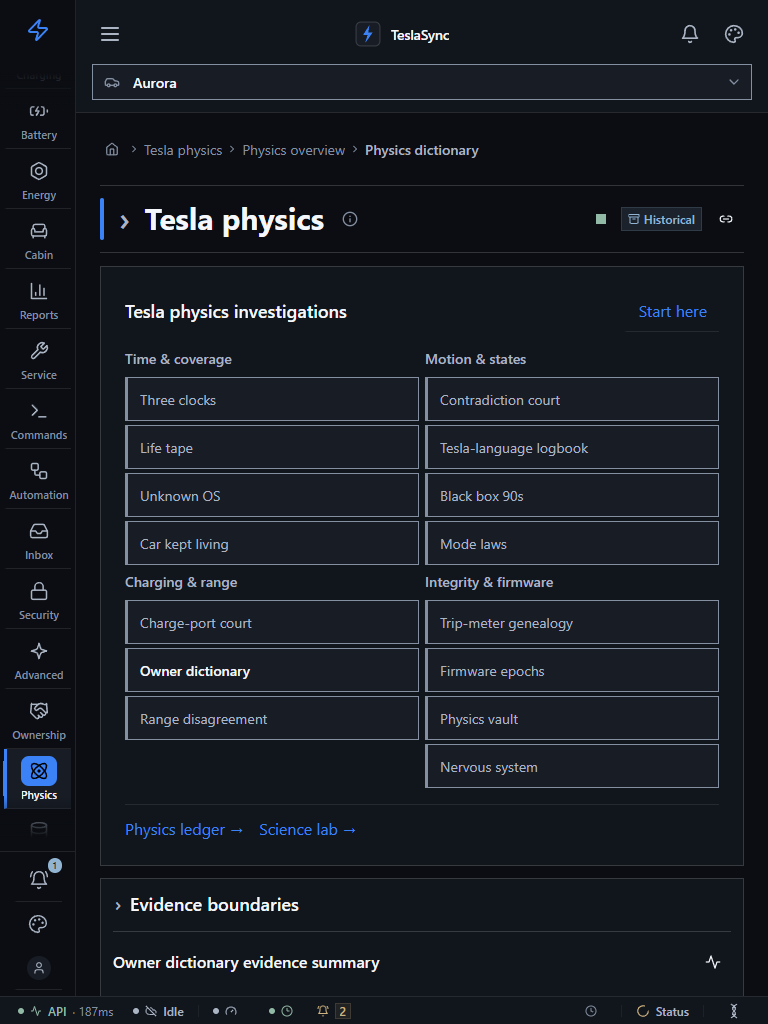 TeslaSync
Aurora
Charging
Battery
Energy
Cabin
Reports
Service
Commands
Automation
Inbox
Security
Advanced
Ownership
Physics
1
Tesla physics › Physics overview › Physics dictionary
› Tesla physics
Historical
Tesla physics investigations
Start here
Time & coverage
Three clocks
Life tape
Unknown OS
Car kept living
Motion & states
Contradiction court
Tesla-language logbook
Black box 90s
Mode laws
Charging & range
Charge-port court
Owner dictionary
Range disagreement
Integrity & firmware
Trip-meter genealogy
Firmware epochs
Physics vault
Nervous system
Physics ledger → Science lab →
› Evidence boundaries
Owner dictionary evidence summary
API · 187ms
Idle
2
Status